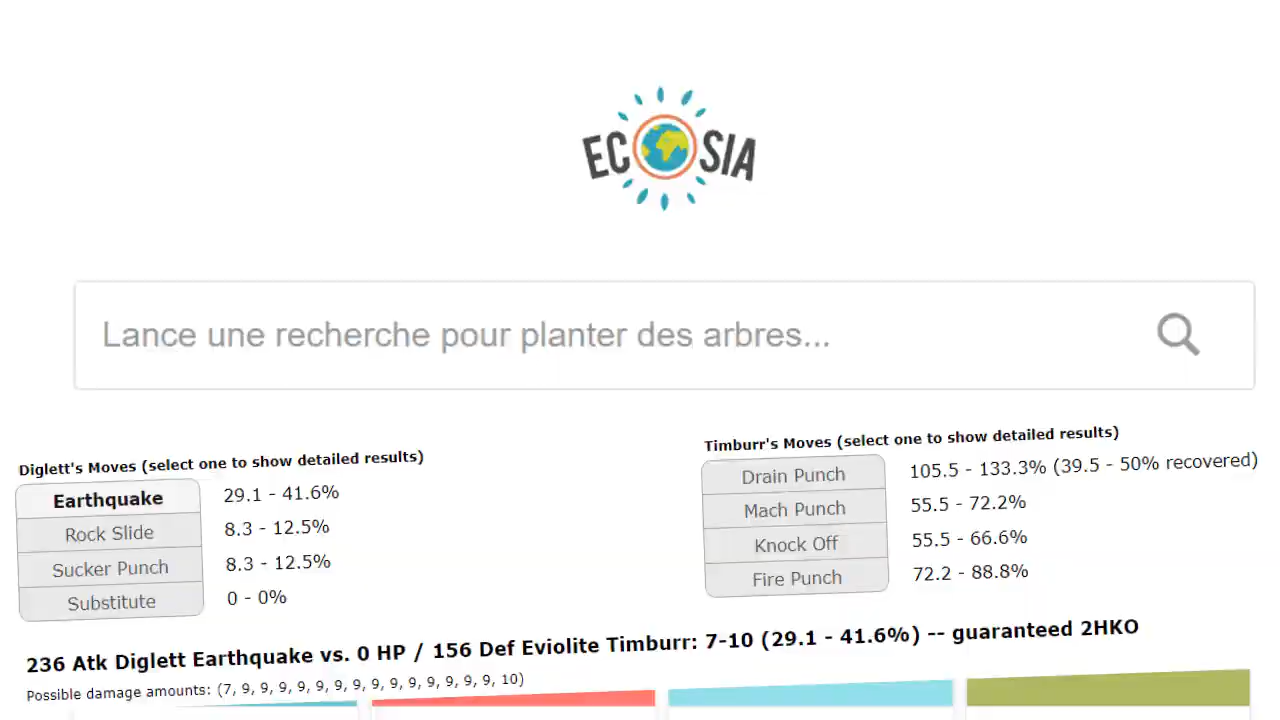 ECOSIA
Lance une recherche pour planter des arbres...
Diglett's Moves (select one to show detailed results)
Earthquake 29.1 - 41.6%
Rock Slide 8.3 - 12.5%
Sucker Punch 8.3 - 12.5%
Substitute 0 - 0%
Timburr's Moves (select one to show detailed results)
Drain Punch 105.5 - 133.3% (39.5 - 50% recovered)
Mach Punch 55.5 - 72.2%
Knock Off 55.5 - 66.6%
Fire Punch 72.2 - 88.8%
236 Atk Diglett Earthquake vs. 0 HP / 156 Def Eviolite Timburr: 7-10 (29.1 - 41.6%) -- guaranteed 2HKO
Possible damage amounts: (7, 9, 9, 9, 9, 9, 9, 9, 9, 9, 9, 9, 9, 9, 9, 10)